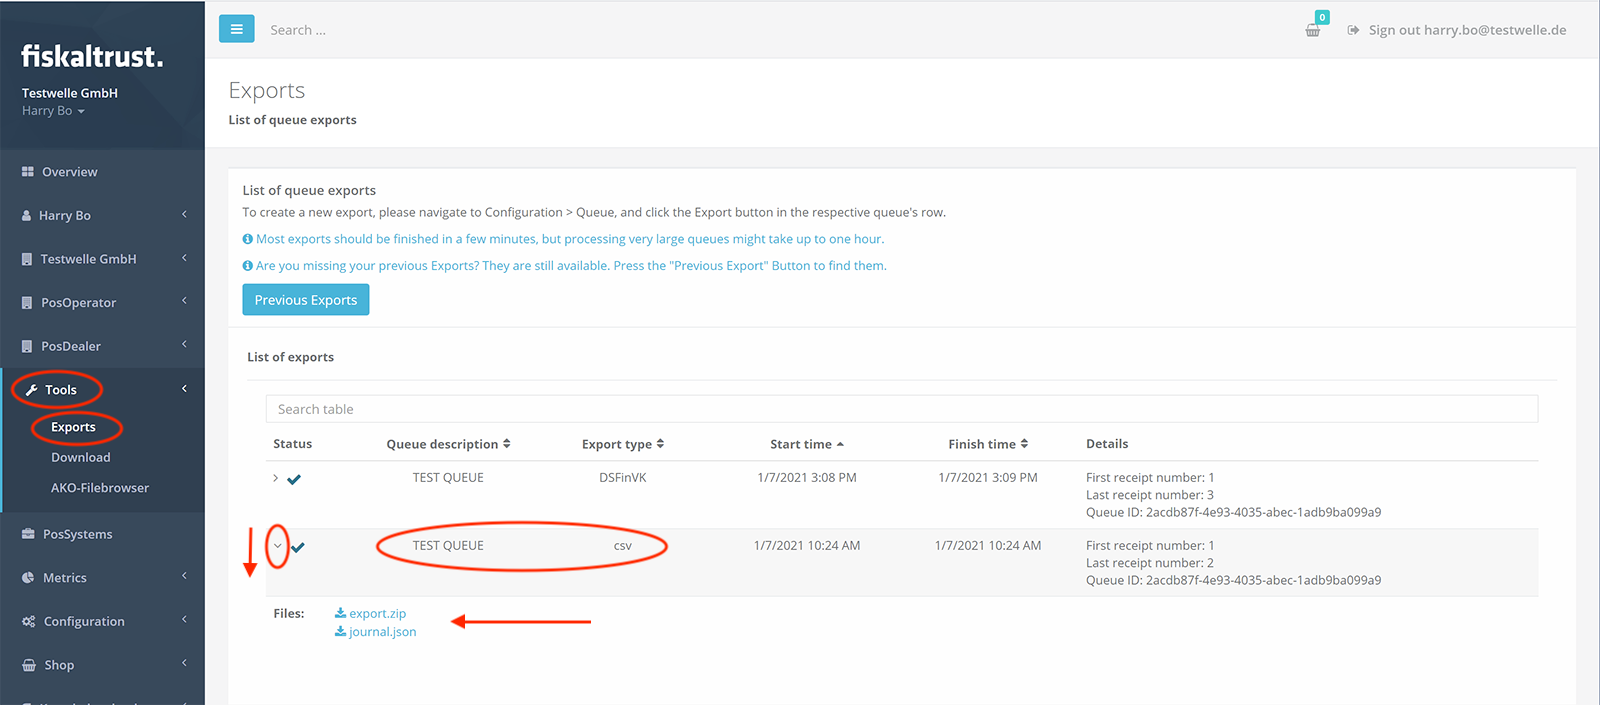 fiskaltrust.
Testwelle GmbH
Harry Bo
Overview
Harry Bo
Testwelle GmbH
PosOperator
PosDealer
Tools
Exports
Download
AKO-Filebrowser
PosSystems
Metrics
Configuration
Shop
Search ...
0
Sign out harry.bo@testwelle.de
Exports
List of queue exports
List of queue exports
To create a new export, please navigate to Configuration > Queue, and click the Export button in the respective queue's row.
Most exports should be finished in a few minutes, but processing very large queues might take up to one hour.
Are you missing your previous Exports? They are still available. Press the "Previous Export" Button to find them.
Previous Exports
List of exports
Search table
Status Queue description Export type Start time Finish time Details
TEST QUEUE DSFinVK 1/7/2021 3:08 PM 1/7/2021 3:09 PM First receipt number: 1
Last receipt number: 3
Queue ID: 2acdb87f-4e93-4035-abec-1adb9ba099a9
TEST QUEUE csv 1/7/2021 10:24 AM 1/7/2021 10:24 AM First receipt number: 1
Last receipt number: 2
Queue ID: 2acdb87f-4e93-4035-abec-1adb9ba099a9
Files: export.zip
journal.json